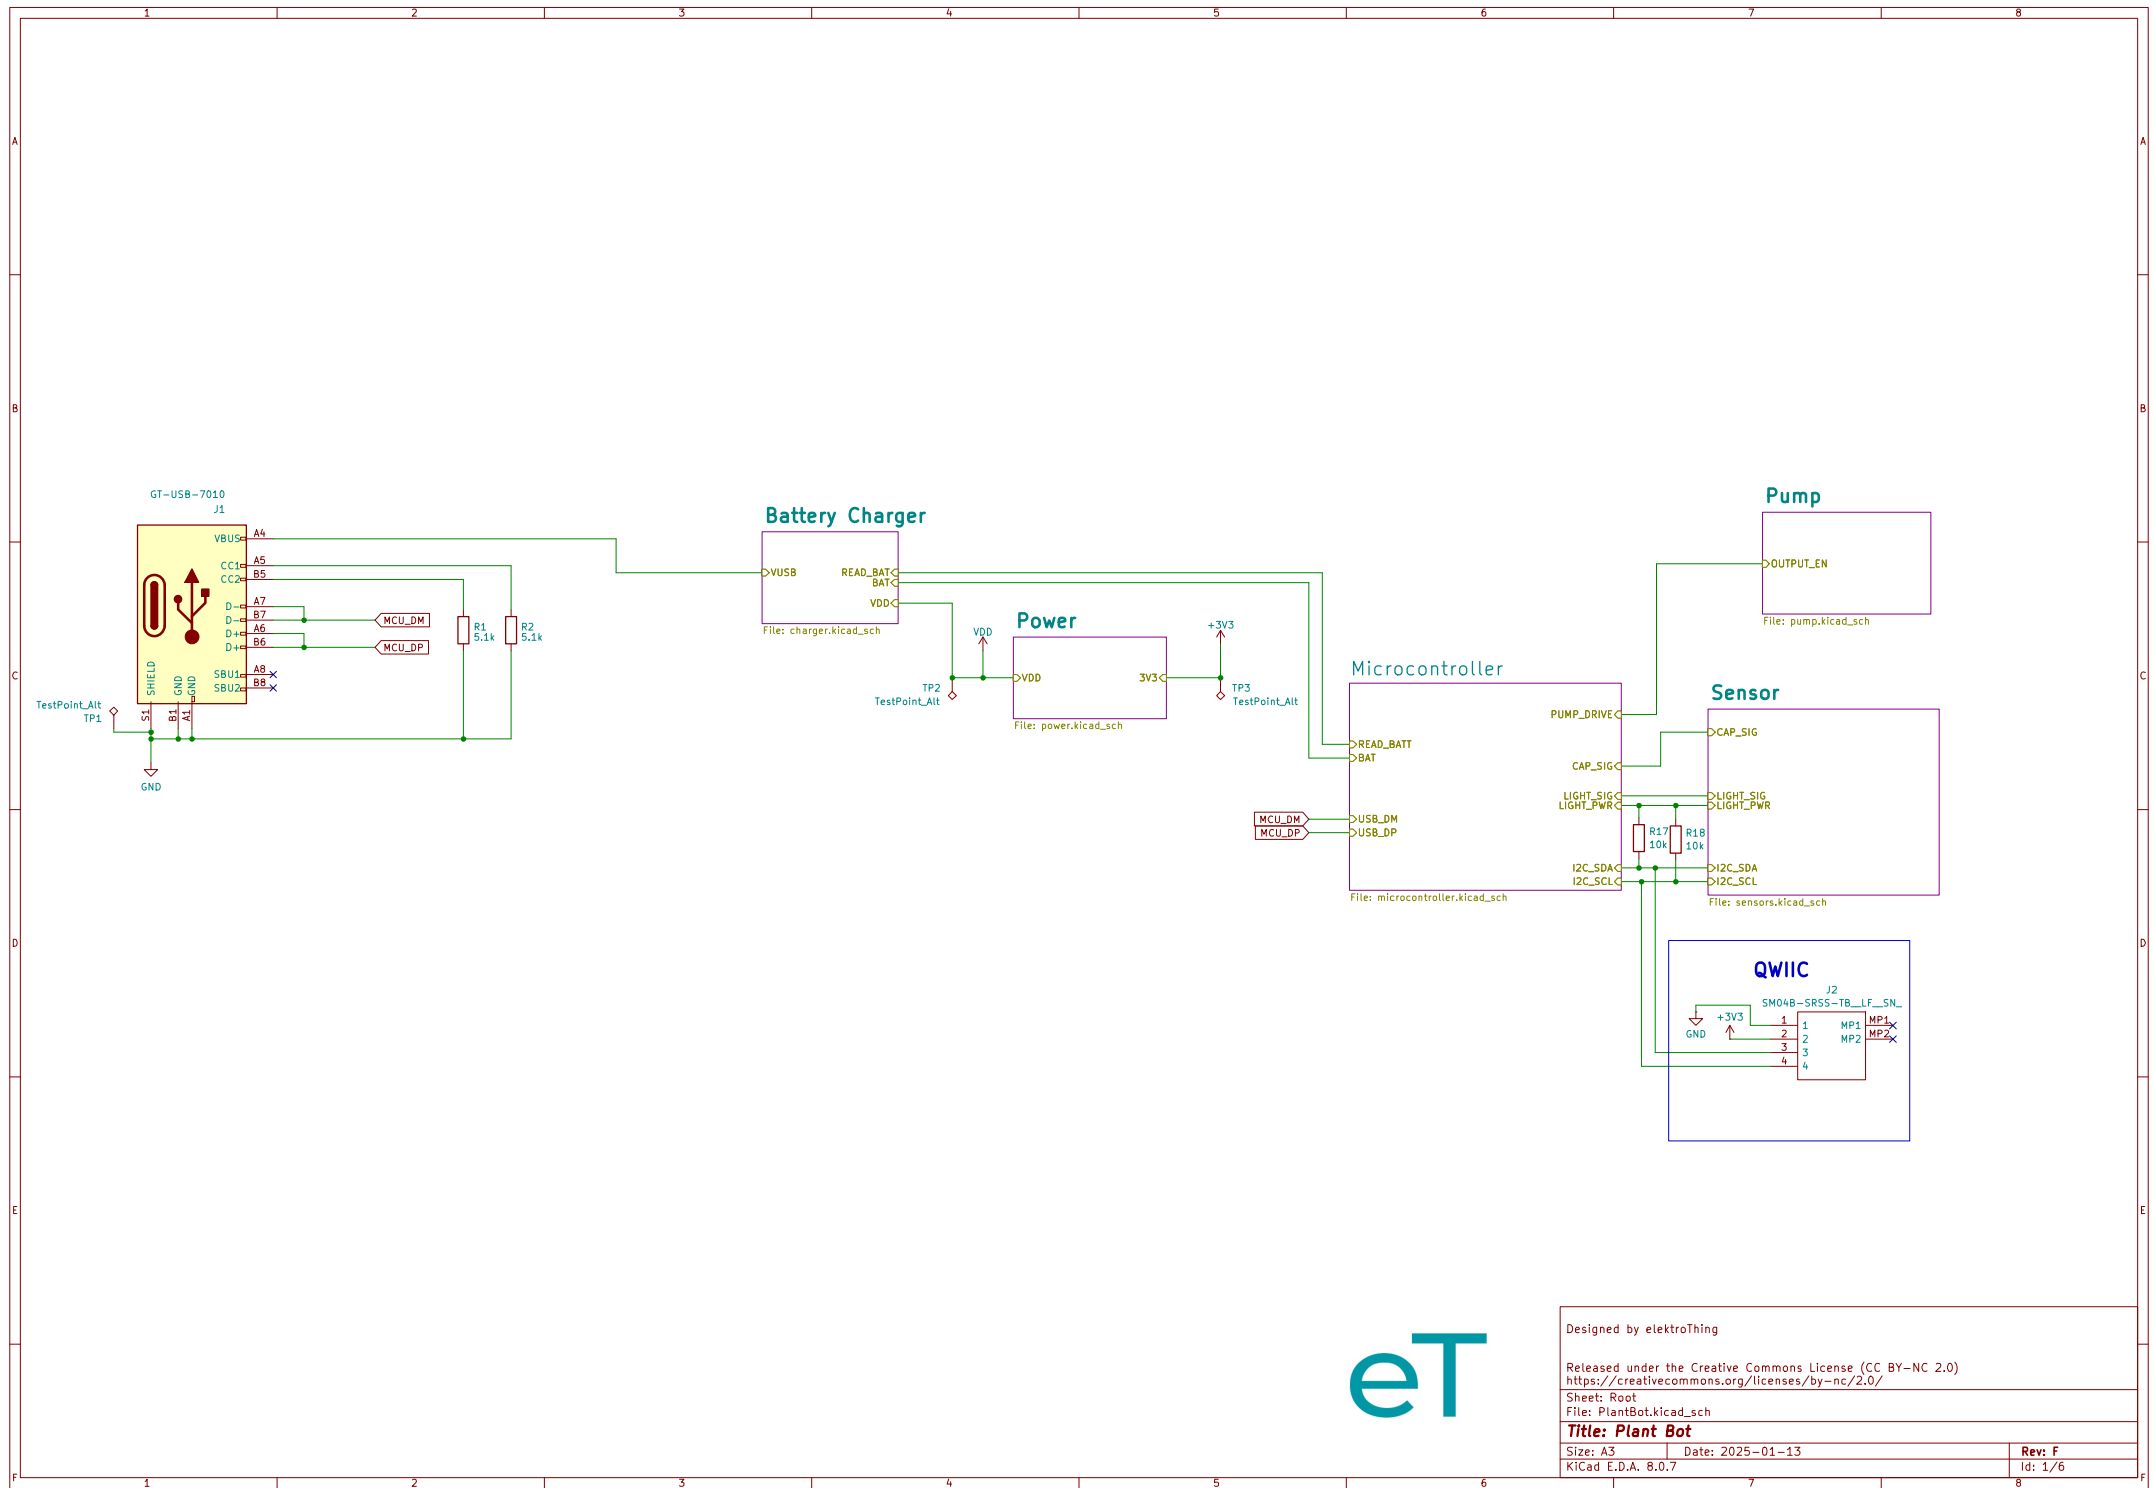 1 2 3 4 5 6 7 8
A A
B B
C C
D D
E E
F F
GT-USB-7010
J1
VBUS A4
CC1 A5
CC2 B5
D- A7
D- B7
D+ A6
D+ B6
SBU1 A8
SBU2 B8
SHIELD GND GND
S1 B1 A1
MCU_DM
MCU_DP
R1
5.1k
R2
5.1k
TestPoint_Alt
TP1
GND
Battery Charger
VUSB
READ_BAT
BAT
VDD
File: charger.kicad_sch
Power
VDD
VDD
3V3
File: power.kicad_sch
TP2
TestPoint_Alt
+3V3
TP3
TestPoint_Alt
Microcontroller
PUMP_DRIVE
READ_BATT
BAT
CAP_SIG
LIGHT_SIG
LIGHT_PWR
MCU_DM
MCU_DP
USB_DM
USB_DP
I2C_SDA
I2C_SCL
File: microcontroller.kicad_sch
Pump
OUTPUT_EN
File: pump.kicad_sch
Sensor
CAP_SIG
LIGHT_SIG
LIGHT_PWR
R17
10k
R18
10k
I2C_SDA
I2C_SCL
File: sensors.kicad_sch
QWIIC
J2
SM04B-SRSS-TB__LF__SN_
+3V3
GND
1 1 MP1 MP1
2 2 MP2 MP2
3 3
4 4
eT
Designed by elektroThing
Released under the Creative Commons License (CC BY-NC 2.0)
https://creativecommons.org/licenses/by-nc/2.0/
Sheet: Root
File: PlantBot.kicad_sch
Title: Plant Bot
Size: A3 Date: 2025-01-13 Rev: F
KiCad E.D.A. 8.0.7 Id: 1/6
1 2 3 4 5 6 7 8